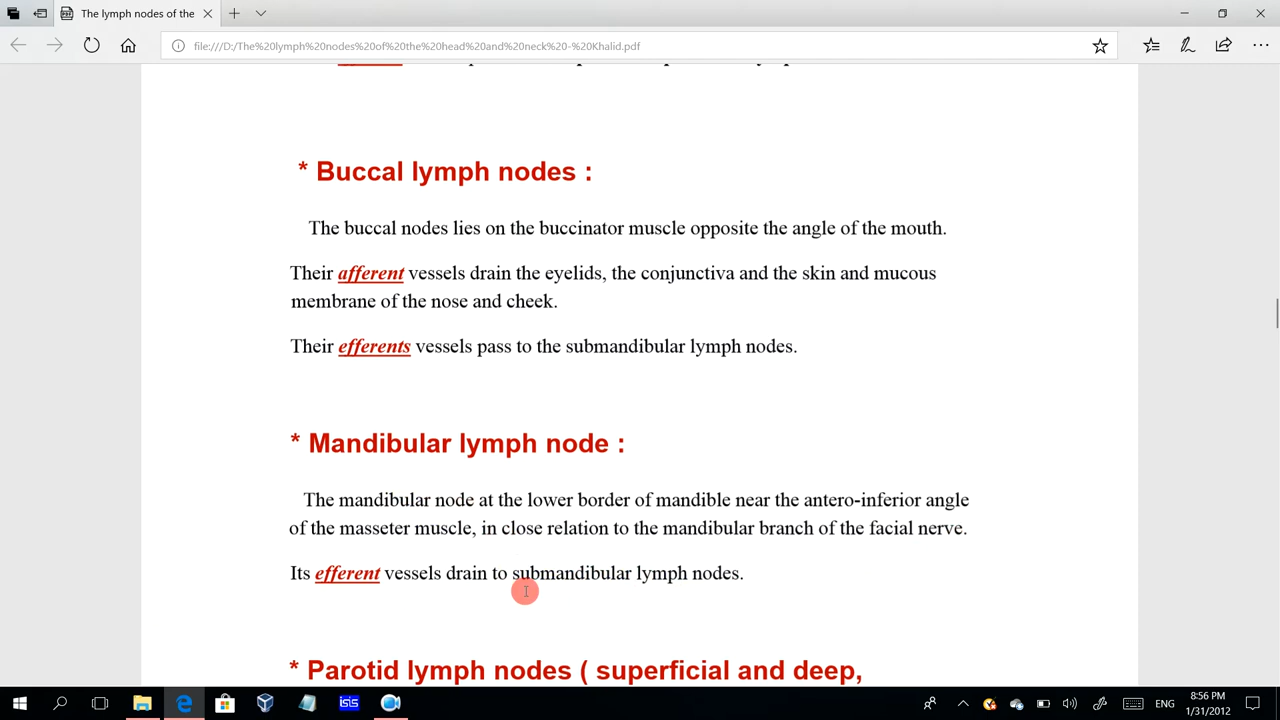 The lymph nodes of the
file:///D:/The%20lymph%20nodes%20of%20the%20head%20and%20neck%20-%20Khalid.pdf
* Buccal lymph nodes :
The buccal nodes lies on the buccinator muscle opposite the angle of the mouth.
Their afferent vessels drain the eyelids, the conjunctiva and the skin and mucous
membrane of the nose and cheek.
Their efferents vessels pass to the submandibular lymph nodes.
* Mandibular lymph node :
The mandibular node at the lower border of mandible near the antero-inferior angle
of the masseter muscle, in close relation to the mandibular branch of the facial nerve.
Its efferent vessels drain to submandibular lymph nodes.
* Parotid lymph nodes ( superficial and deep,
isis
ENG
8:56 PM
1/31/2012